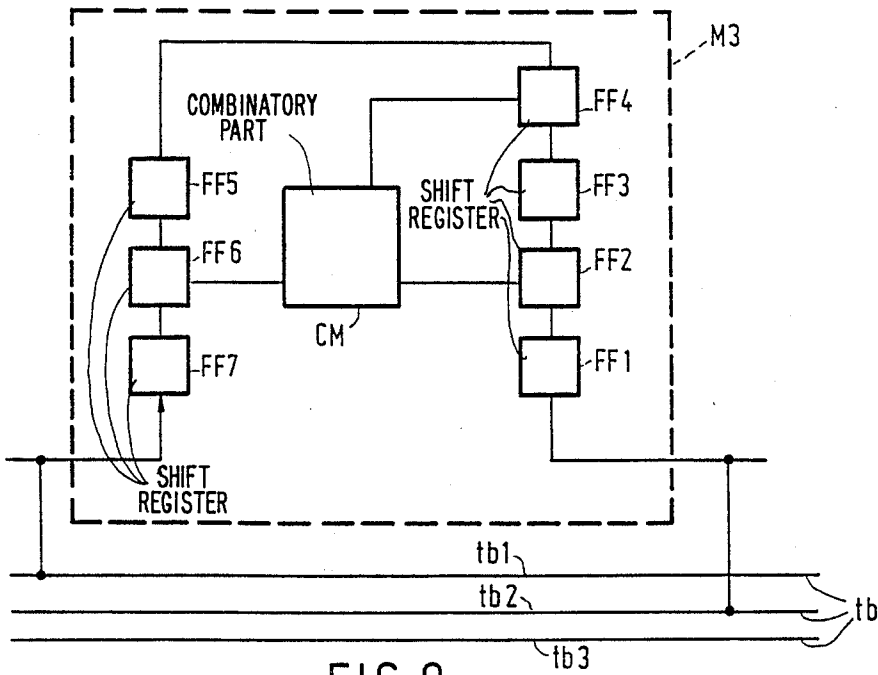 M3
COMBINATORY
PART
FF4
FF5
SHIFT
REGISTER
FF3
FF6
FF2
CM
FF7
FF1
SHIFT
REGISTER
tb1
tb2
tb
tb3